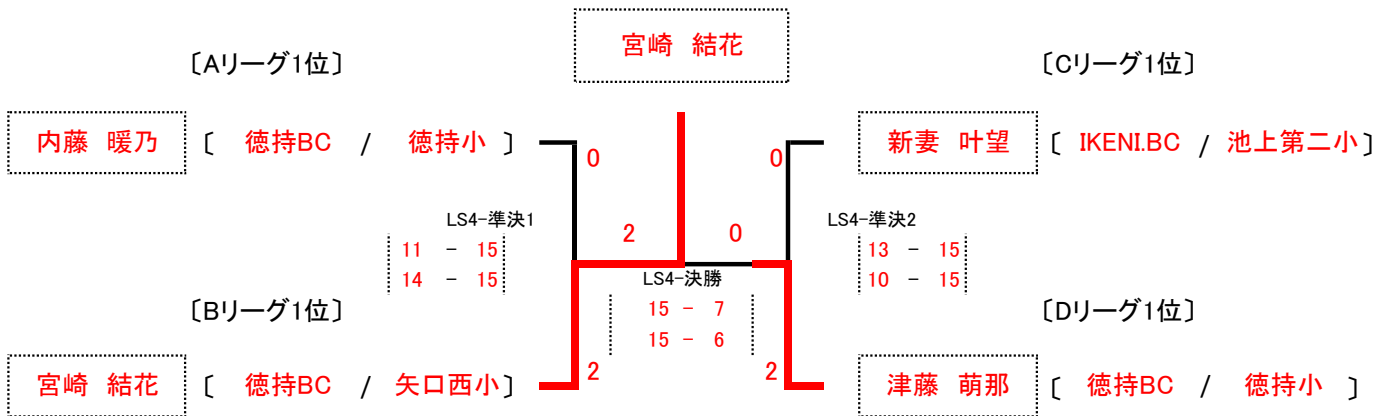 宮崎 結花
〔Aリーグ1位〕
〔Cリーグ1位〕
内藤 暖乃 〔 徳持BC / 徳持小 〕
0
0
新妻 叶望 〔 IKENI.BC / 池上第二小〕
LS4-準決1
11 - 15
14 - 15
2
0
LS4-準決2
13 - 15
10 - 15
LS4-決勝
15 - 7
15 - 6
〔Bリーグ1位〕
〔Dリーグ1位〕
宮崎 結花 〔 徳持BC / 矢口西小〕
2
2
津藤 萌那 〔 徳持BC / 徳持小 〕